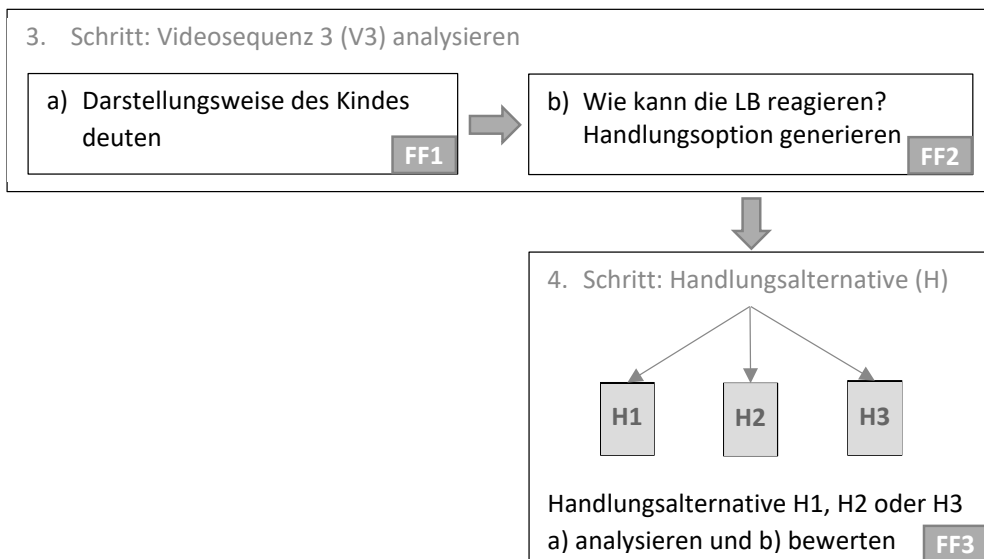 3. Schritt: Videosequenz 3 (V3) analysieren
a) Darstellungsweise des Kindes
deuten
FF1
b) Wie kann die LB reagieren?
Handlungsoption generieren
FF2
4. Schritt: Handlungsalternative (H)
H1
H2
H3
Handlungsalternative H1, H2 oder H3
a) analysieren und b) bewerten
FF3